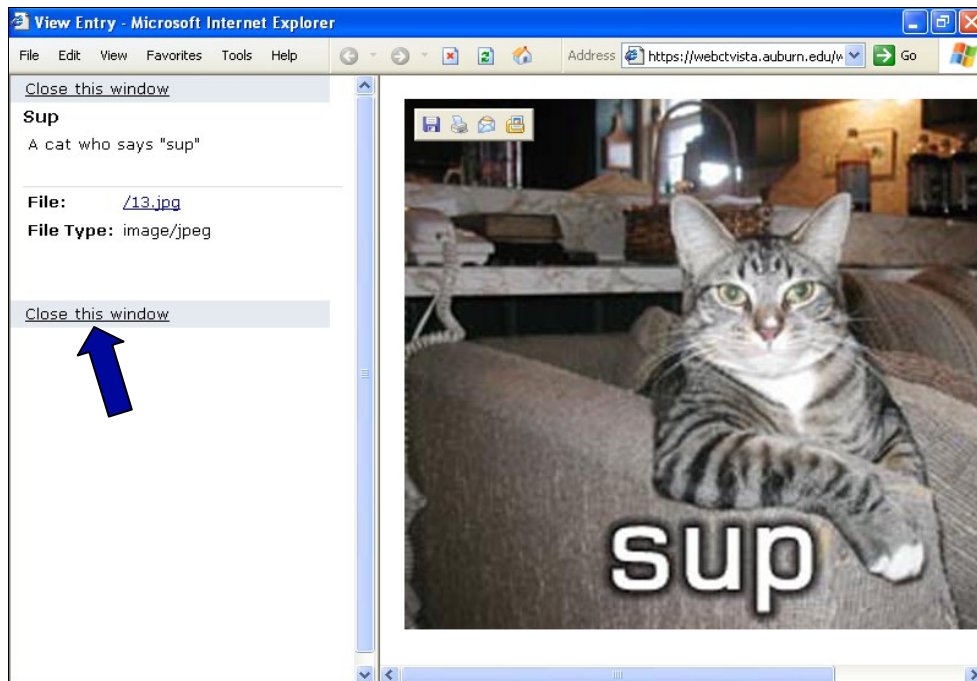 View Entry - Microsoft Internet Explorer
File Edit View Favorites Tools Help
Address https://webctvista.auburn.edu/w Go
Close this window
Sup
A cat who says "sup"
File: /13.jpg
File Type: image/jpeg
Close this window
sup